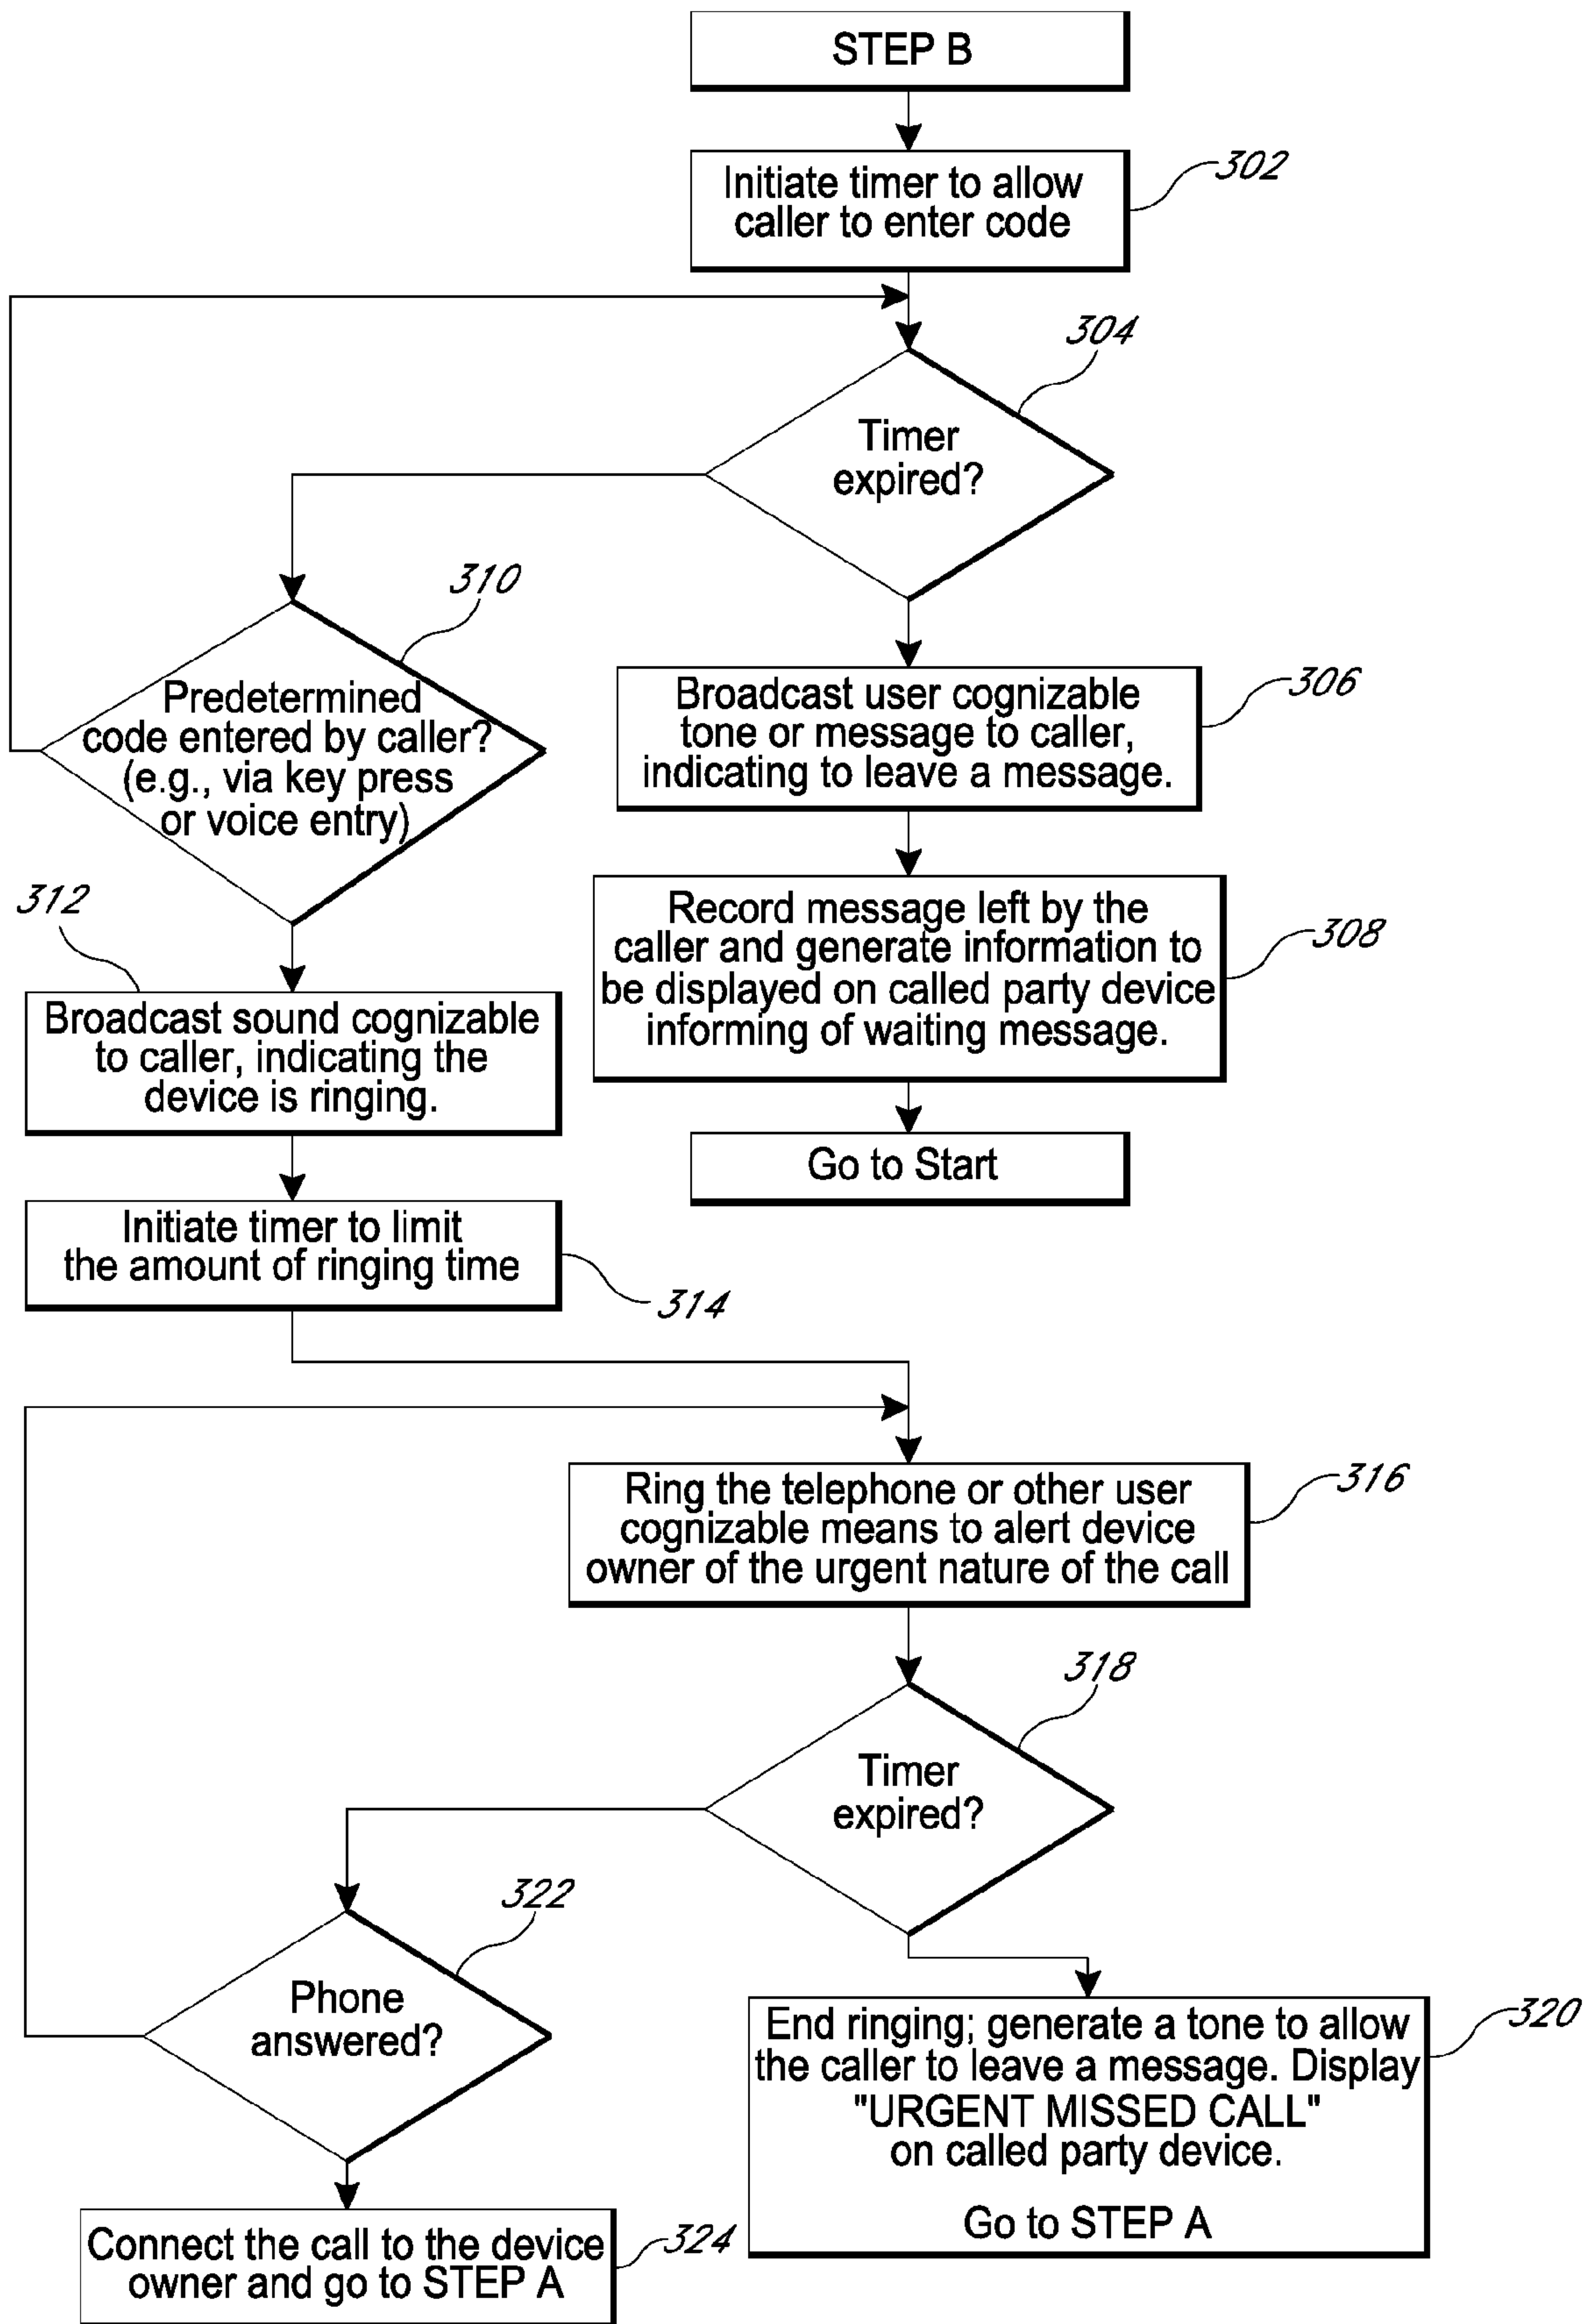 STEP B
Initiate timer to allow
caller to enter code
302
304
Timer
expired?
310
Predetermined
code entered by caller?
(e.g., via key press
or voice entry)
Broadcast user cognizable
tone or message to caller,
indicating to leave a message.
306
312
Record message left by the
caller and generate information to
be displayed on called party device
informing of waiting message.
308
Broadcast sound cognizable
to caller, indicating the
device is ringing.
Go to Start
Initiate timer to limit
the amount of ringing time
314
Ring the telephone or other user
cognizable means to alert device
owner of the urgent nature of the call
316
318
Timer
expired?
322
Phone
answered?
End ringing; generate a tone to allow
the caller to leave a message. Display
"URGENT MISSED CALL"
on called party device.
Go to STEP A
320
Connect the call to the device
owner and go to STEP A
324